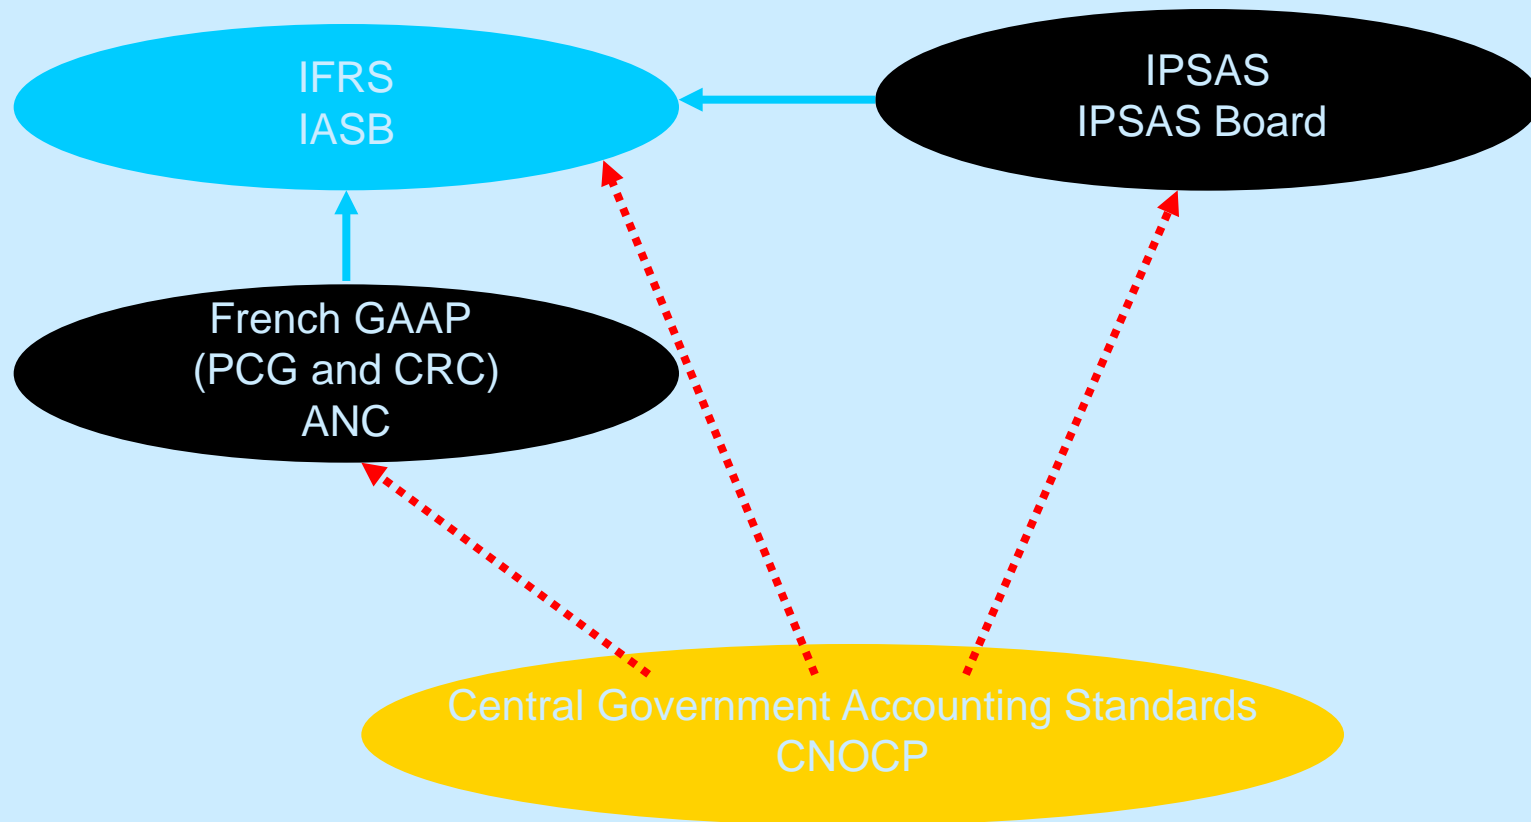 IFRS
IASB
IPSAS
IPSAS Board
French GAAP
(PCG and CRC)
ANC
Central Government Accounting Standards
CNOCP